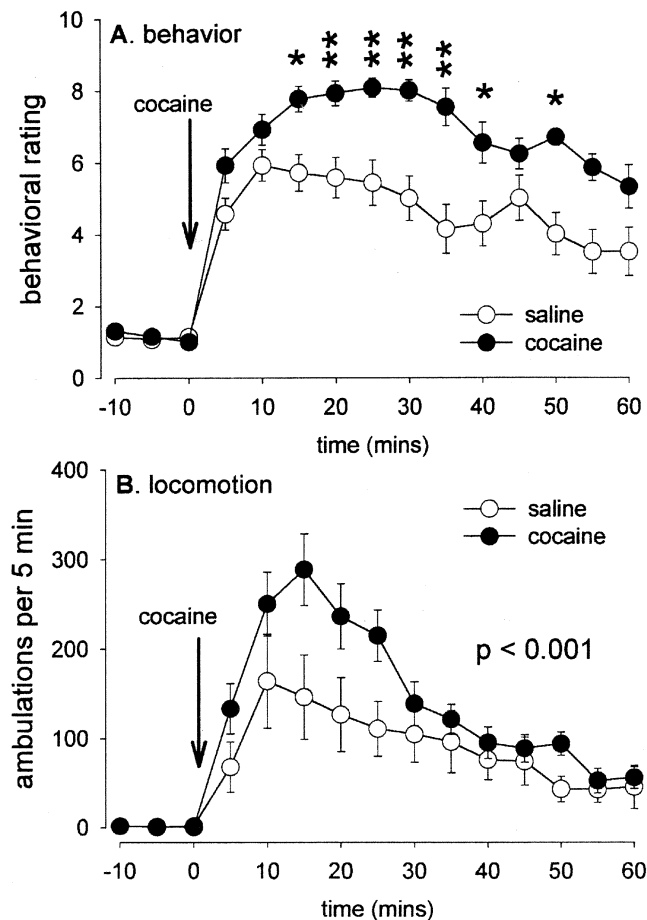 A. behavior
* ** ** ** ** * *
10
8
6
4
2
0
behavioral rating
cocaine
saline
cocaine
-10 0 10 20 30 40 50 60
time (mins)
B. locomotion
400
300
200
100
0
ambulations per 5 min
saline
cocaine
cocaine
p < 0.001
-10 0 10 20 30 40 50 60
time (mins)